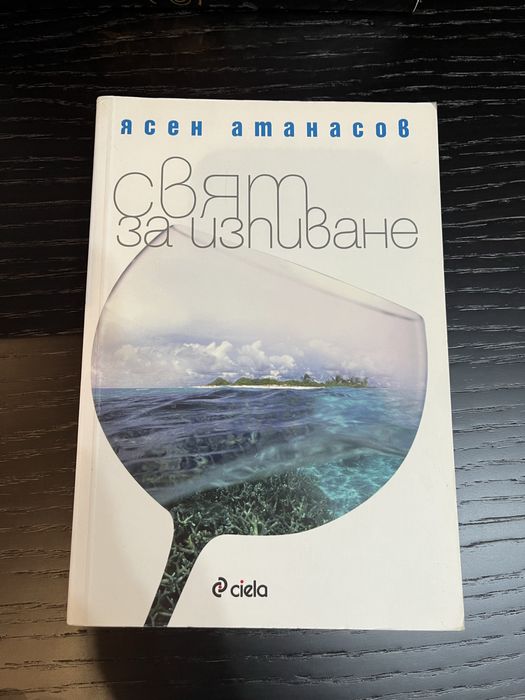 ясен атанасов
свят
за изпиване
ciela